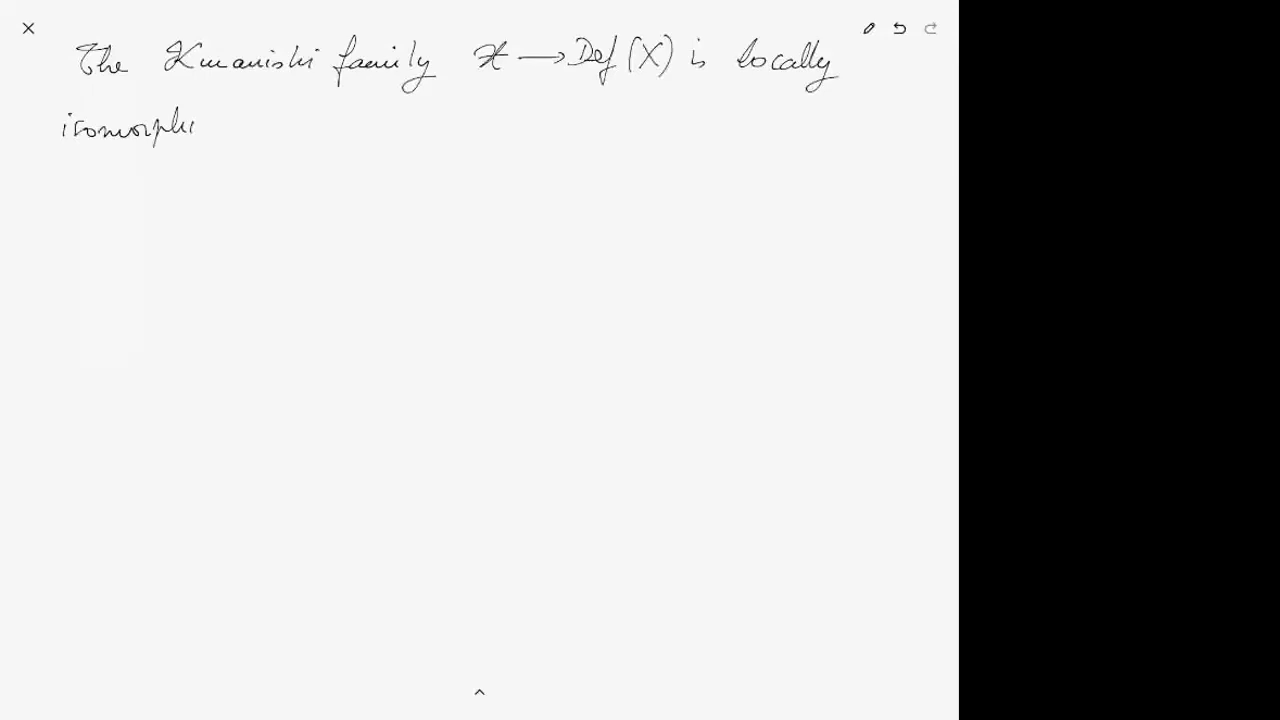 The Kuranishi family 𝒳 → Def(X) is locally
isomorphi